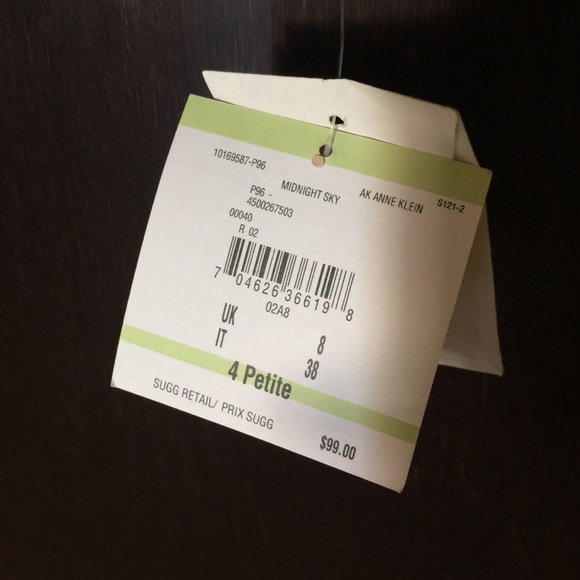 10169587-P96
P96 - MIDNIGHT SKY AK ANNE KLEIN S121-2
4500267503
00040
R 02
7 04626 36619 8
02A8
UK 8
IT 38
4 Petite
SUGG RETAIL/ PRIX SUGG
$99.00